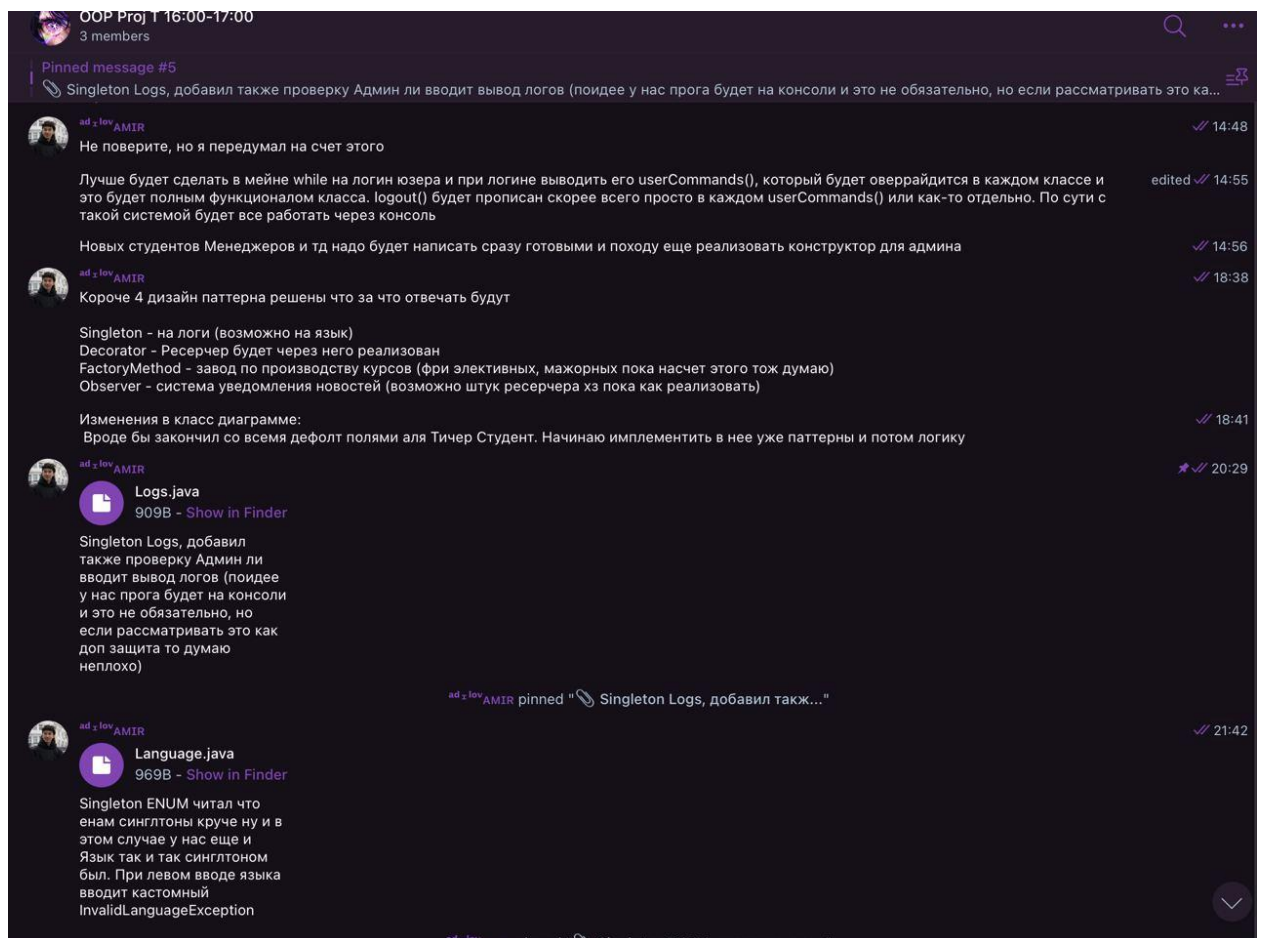 OOP Proj T 16:00-17:00
3 members
Pinned message #5
Singleton Logs, добавил также проверку Админ ли вводит вывод логов (поидее у нас прога будет на консоли и это не обязательно, но если рассматривать это ка...
ad ɪ lov AMIR
14:48
Не поверите, но я передумал на счет этого
Лучше будет сделать в мейне while на логин юзера и при логине выводить его userCommands(), который будет оверрайдится в каждом классе и
edited 14:55
это будет полным функционалом класса. logout() будет прописан скорее всего просто в каждом userCommands() или как-то отдельно. По сути с
такой системой будет все работать через консоль
Новых студентов Менеджеров и тд надо будет написать сразу готовыми и походу еще реализовать конструктор для админа
14:56
ad ɪ lov AMIR
18:38
Короче 4 дизайн паттерна решены что за что отвечать будут
Singleton - на логи (возможно на язык)
Decorator - Ресерчер будет через него реализован
FactoryMethod - завод по производству курсов (фри элективных, мажорных пока насчет этого тож думаю)
Observer - система уведомления новостей (возможно штук ресерчера хз пока как реализовать)
Изменения в класс диаграмме:
18:41
Вроде бы закончил со всемя дефолт полями аля Тичер Студент. Начинаю имплементить в нее уже паттерны и потом логику
ad ɪ lov AMIR
20:29
Logs.java
909B - Show in Finder
Singleton Logs, добавил
также проверку Админ ли
вводит вывод логов (поидее
у нас прога будет на консоли
и это не обязательно, но
если рассматривать это как
доп защита то думаю
неплохо)
ad ɪ lov AMIR pinned "📎 Singleton Logs, добавил такж..."
ad ɪ lov AMIR
21:42
Language.java
969B - Show in Finder
Singleton ENUM читал что
енам синглтоны круче ну и в
этом случае у нас еще и
Язык так и так синглтоном
был. При левом вводе языка
вводит кастомный
InvalidLanguageException